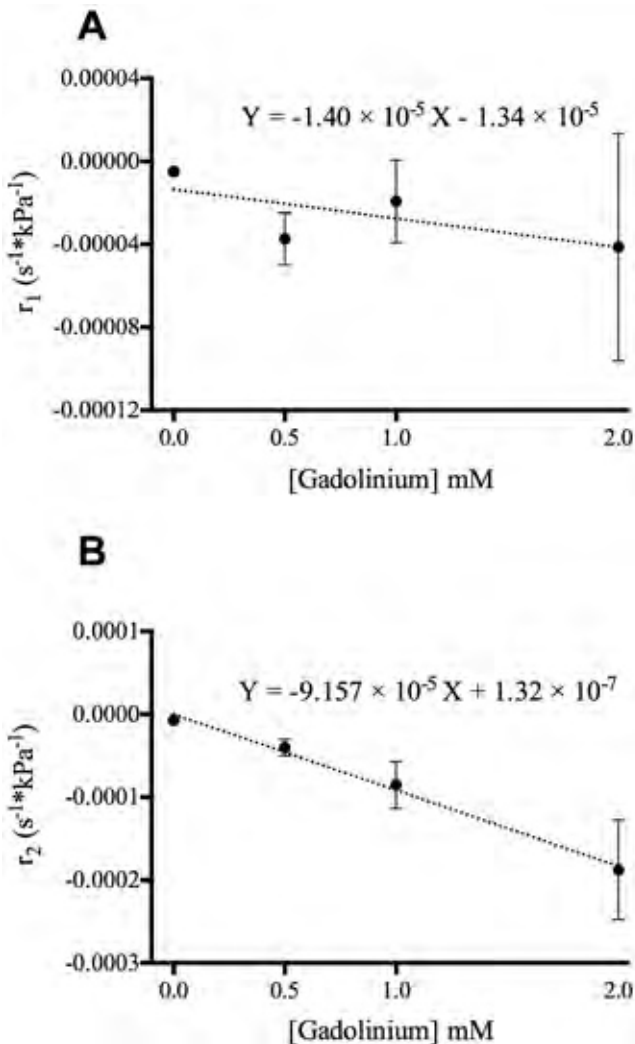 A
0.00004
Y = -1.40 × 10⁻⁵ X - 1.34 × 10⁻⁵
0.00000
-0.00004
-0.00008
-0.00012
r₁ (s⁻¹*kPa⁻¹)
0.0 0.5 1.0 2.0
[Gadolinium] mM
B
0.0001
Y = -9.157 × 10⁻⁵ X + 1.32 × 10⁻⁷
0.0000
-0.0001
-0.0002
-0.0003
r₂ (s⁻¹*kPa⁻¹)
0.0 0.5 1.0 2.0
[Gadolinium] mM